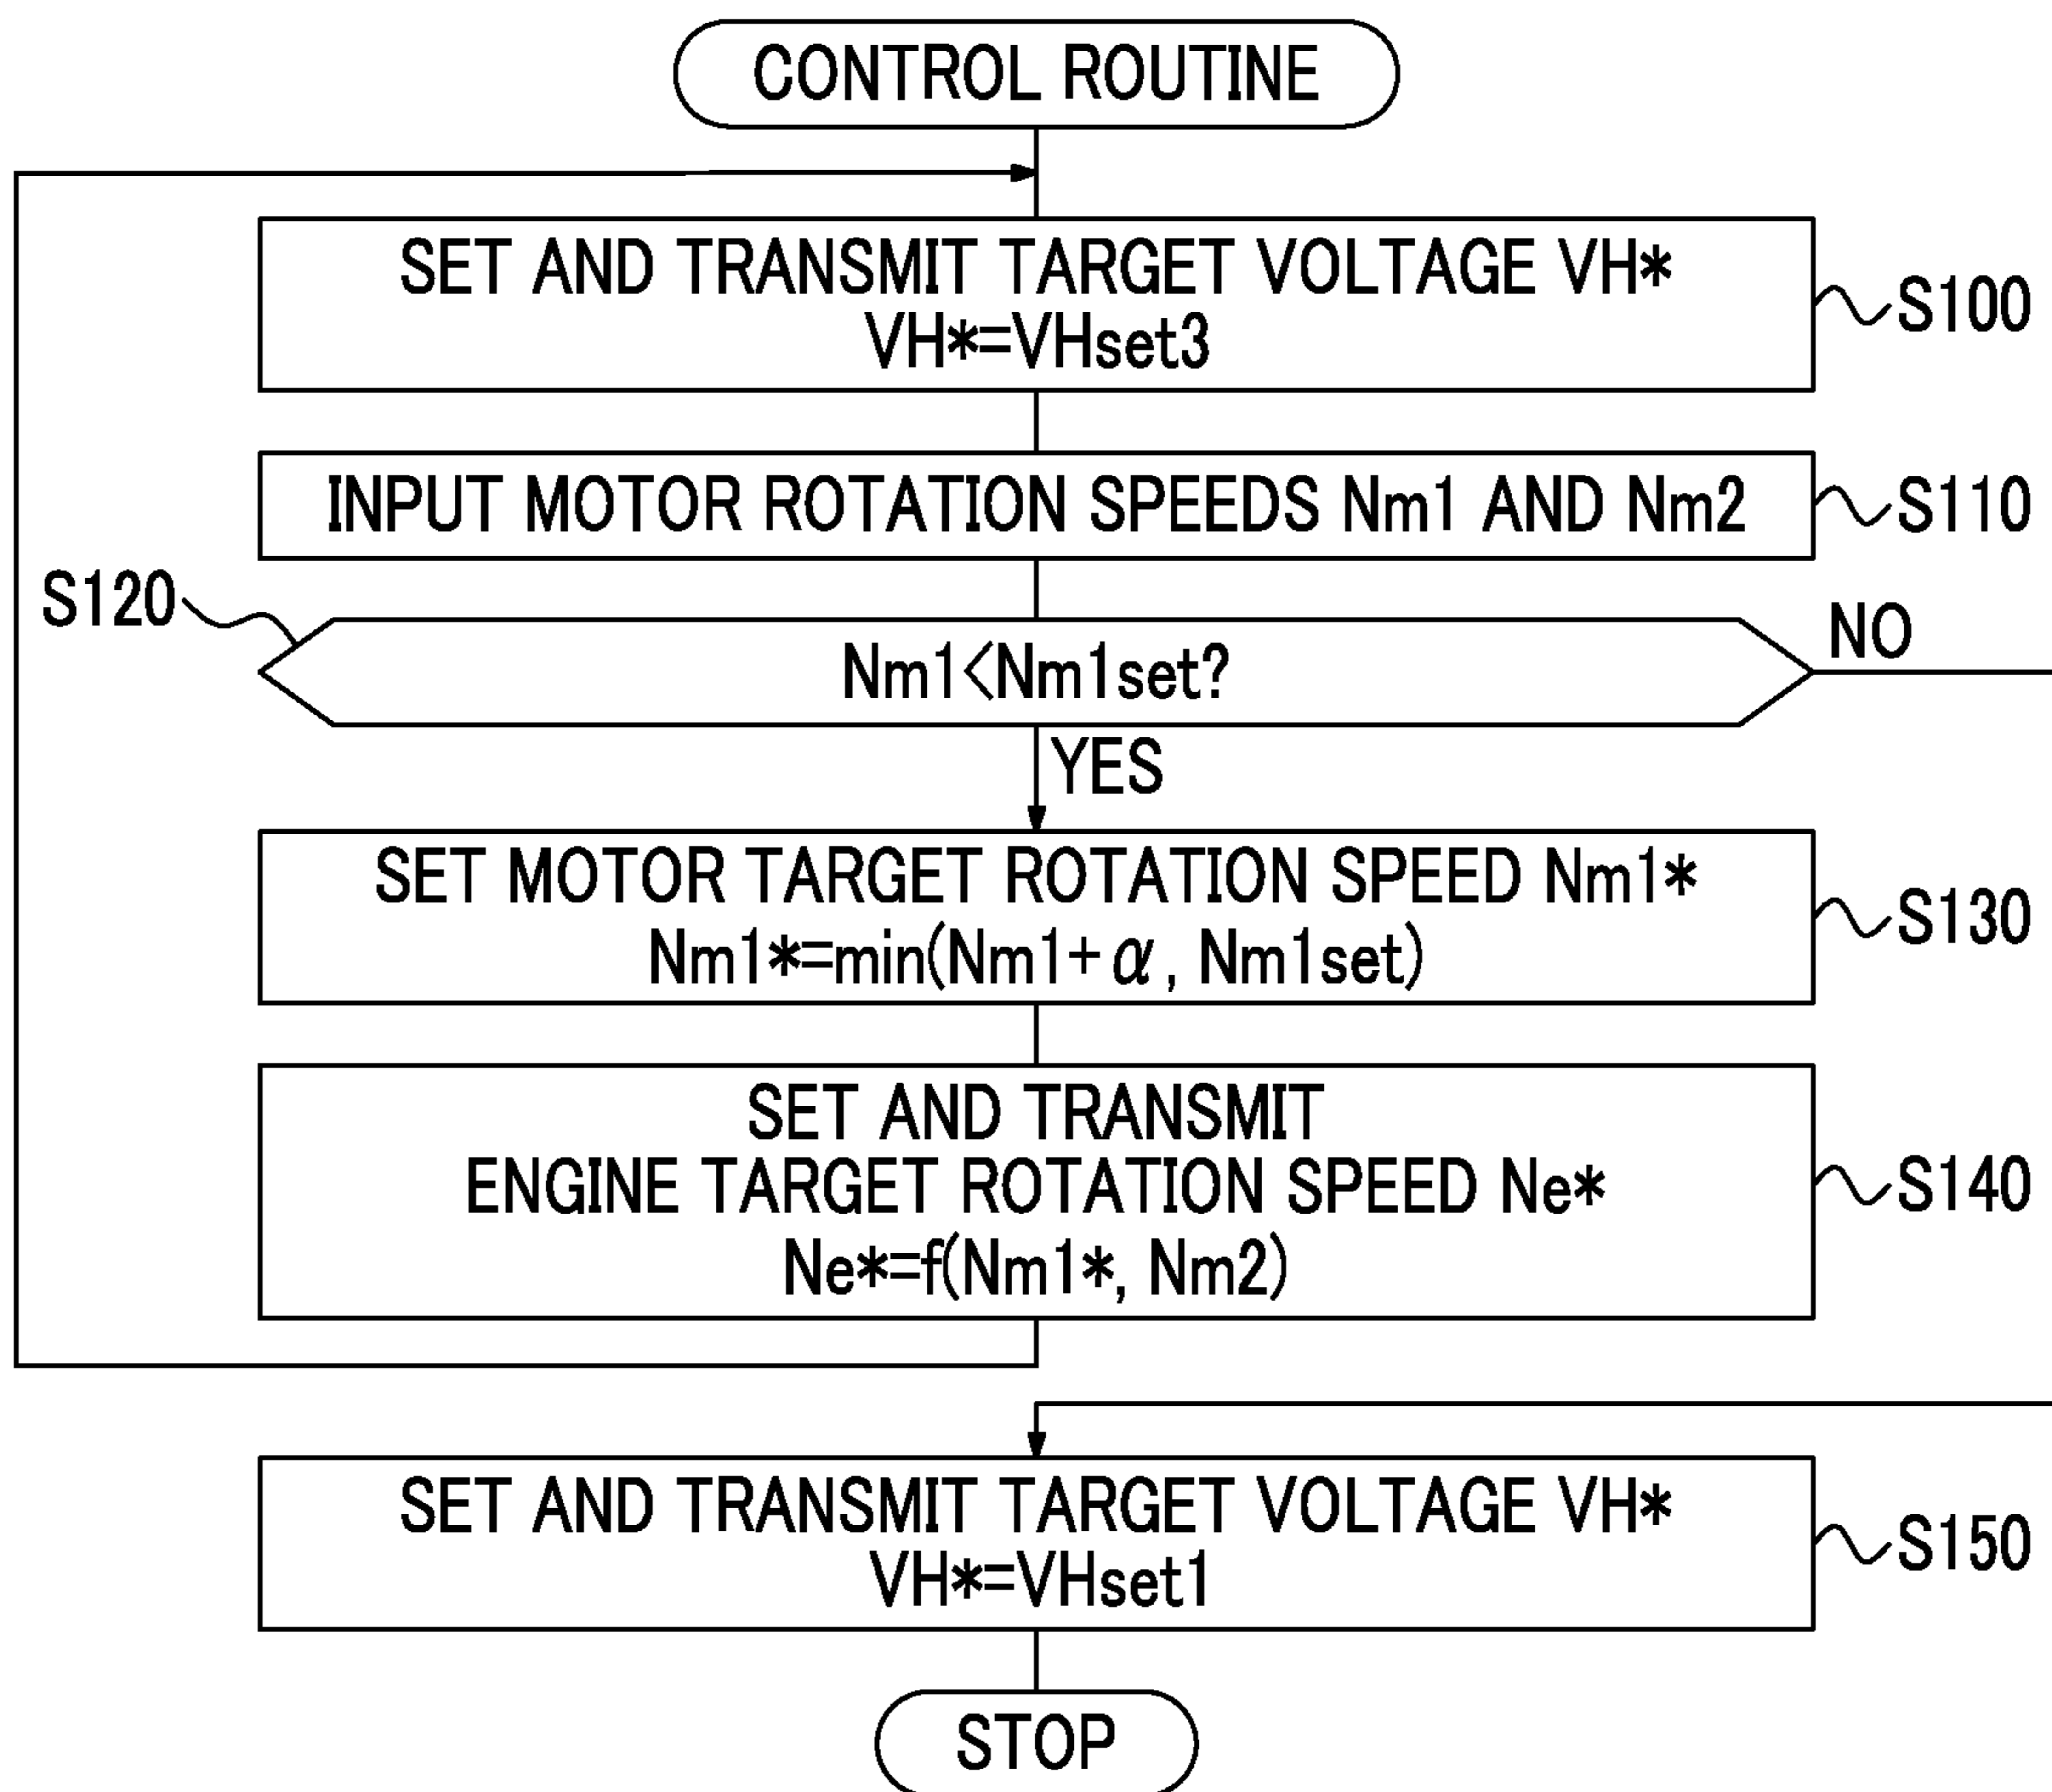 CONTROL ROUTINE
SET AND TRANSMIT TARGET VOLTAGE VH*
VH*=VHset3
S100
INPUT MOTOR ROTATION SPEEDS Nm1 AND Nm2
S110
S120
Nm1<Nm1set?
NO
YES
SET MOTOR TARGET ROTATION SPEED Nm1*
Nm1*=min(Nm1+α, Nm1set)
S130
SET AND TRANSMIT
ENGINE TARGET ROTATION SPEED Ne*
Ne*=f(Nm1*, Nm2)
S140
SET AND TRANSMIT TARGET VOLTAGE VH*
VH*=VHset1
S150
STOP